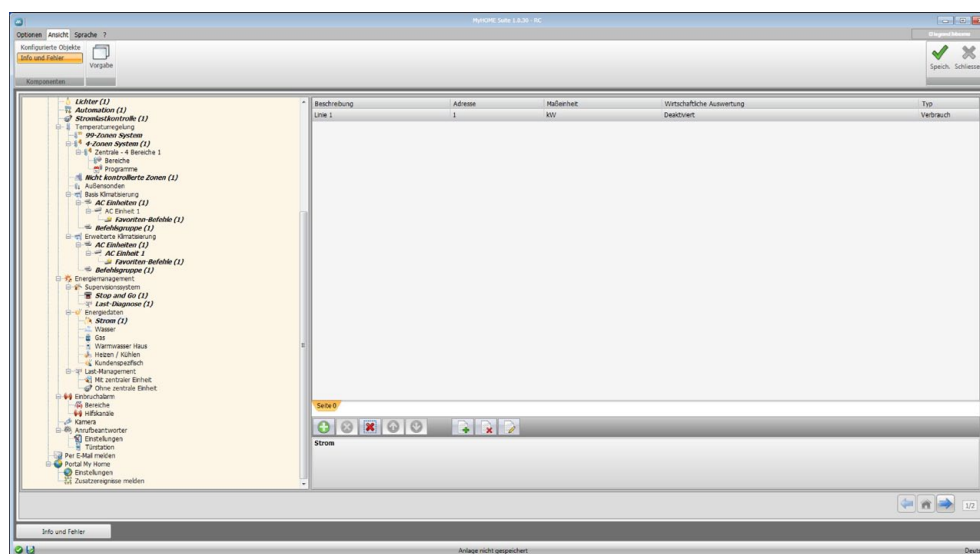 MyHOME Suite 1.0.30 - RC
Optionen Ansicht Sprache ?
Konfigurierte Objekte
Info und Fehler
Vorgabe
Komponenten
Speich. Schliesse
Lichter (1)
Automation (1)
Stromlastkontrolle (1)
Temperaturregelung
99-Zonen System
4-Zonen System (1)
Zentrale - 4 Bereiche 1
Bereiche
Programme
Nicht kontrollierte Zonen (1)
Außensonden
Basis Klimatisierung
AC Einheiten (1)
AC Einheit 1
Favoriten-Befehle (1)
Befehlsgruppe (1)
Erweiterte Klimatisierung
AC Einheiten (1)
AC Einheit 1
Favoriten-Befehle (1)
Befehlsgruppe (1)
Energiemanagement
Supervisionssystem
Stop and Go (1)
Last-Diagnose (1)
Energiedaten
Strom (1)
Wasser
Gas
Warmwasser Haus
Heizen / Kühlen
Kundenspezifisch
Last-Management
Mit zentraler Einheit
Ohne zentrale Einheit
Einbruchalarm
Bereiche
Hilfskanäle
Kamera
Anrufbeantworter
Einstellungen
Türstation
Per E-Mail melden
Portal My Home
Einstellungen
Zusatzereignisse melden
Beschreibung Adresse Maßeinheit Wirtschaftliche Auswertung Typ
Linie 1 1 kW Deaktiviert Verbrauch
Seite 0
Strom
1/2
Info und Fehler
Anlage nicht gespeichert